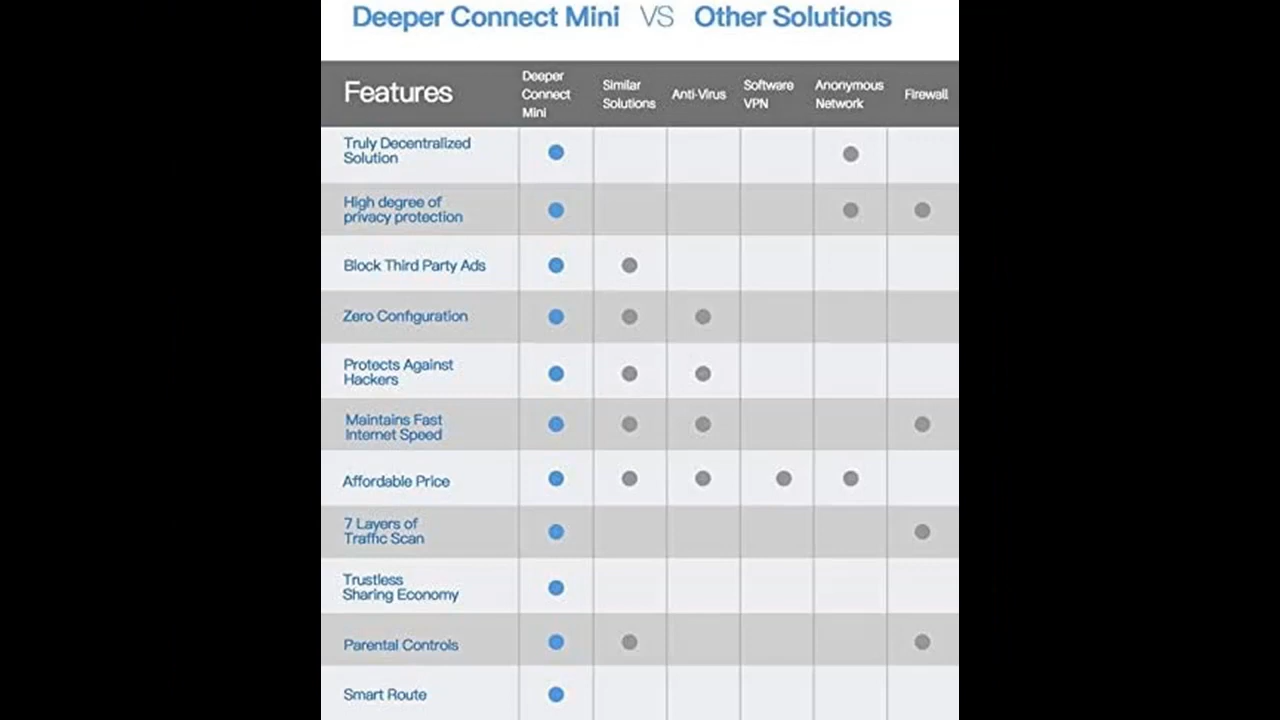 Deeper Connect Mini VS Other Solutions
Features
Deeper
Connect
Mini
Similar
Solutions
Anti-Virus
Software
VPN
Anonymous
Network
Firewall
Truly Decentralized
Solution
High degree of
privacy protection
Block Third Party Ads
Zero Configuration
Protects Against
Hackers
Maintains Fast
Internet Speed
Affordable Price
7 Layers of
Traffic Scan
Trustless
Sharing Economy
Parental Controls
Smart Route